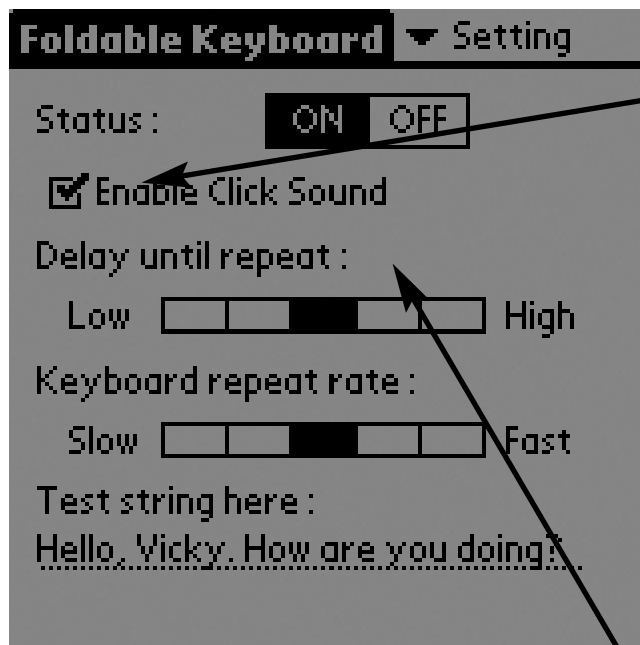 Foldable Keyboard Setting
Status : ON OFF
Enable Click Sound
Delay until repeat :
Low High
Keyboard repeat rate :
Slow Fast
Test string here :
Hello, Vicky. How are you doing?